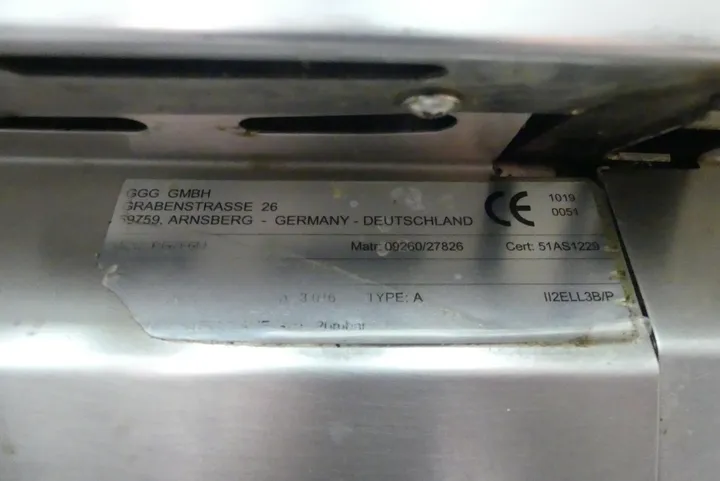 GGG GMBH
GRABENSTRASSE 26
59759, ARNSBERG - GERMANY - DEUTSCHLAND
CE 1019
0051
Matr: 09260/27826 Cert: 51AS1229
TYPE: A II2ELL3B/P